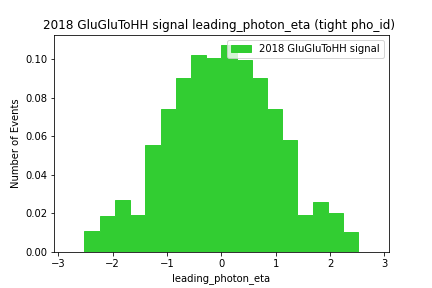 2018 GluGluToHH signal leading_photon_eta (tight pho_id)
2018 GluGluToHH signal
Number of Events
0.10
0.08
0.06
0.04
0.02
0.00
−3 −2 −1 0 1 2 3
leading_photon_eta